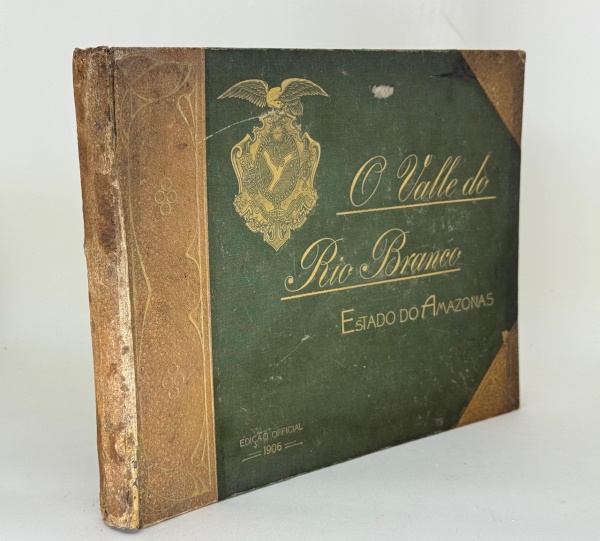 O Valle do
Rio Branco
ESTADO DO AMAZONAS
EDIÇÃO OFFICIAL
1906